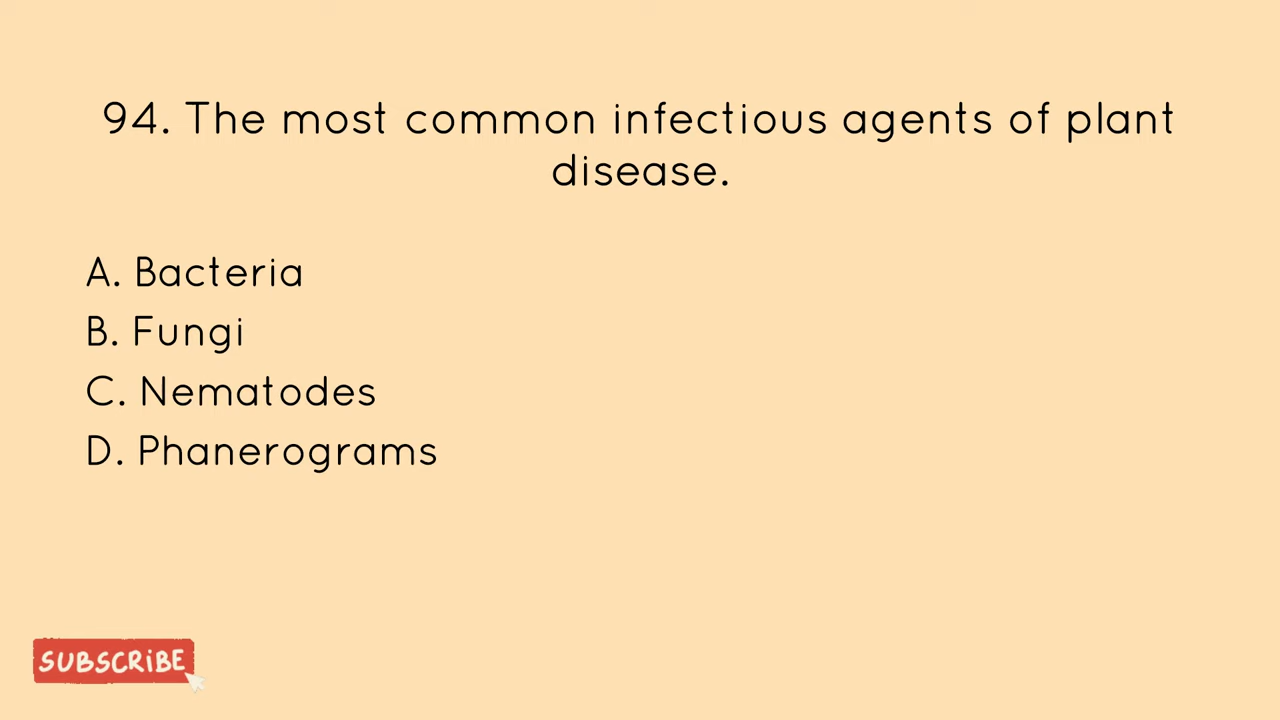 94. The most common infectious agents of plant
disease.
A. Bacteria
B. Fungi
C. Nematodes
D. Phanerograms
SUBSCRiBE